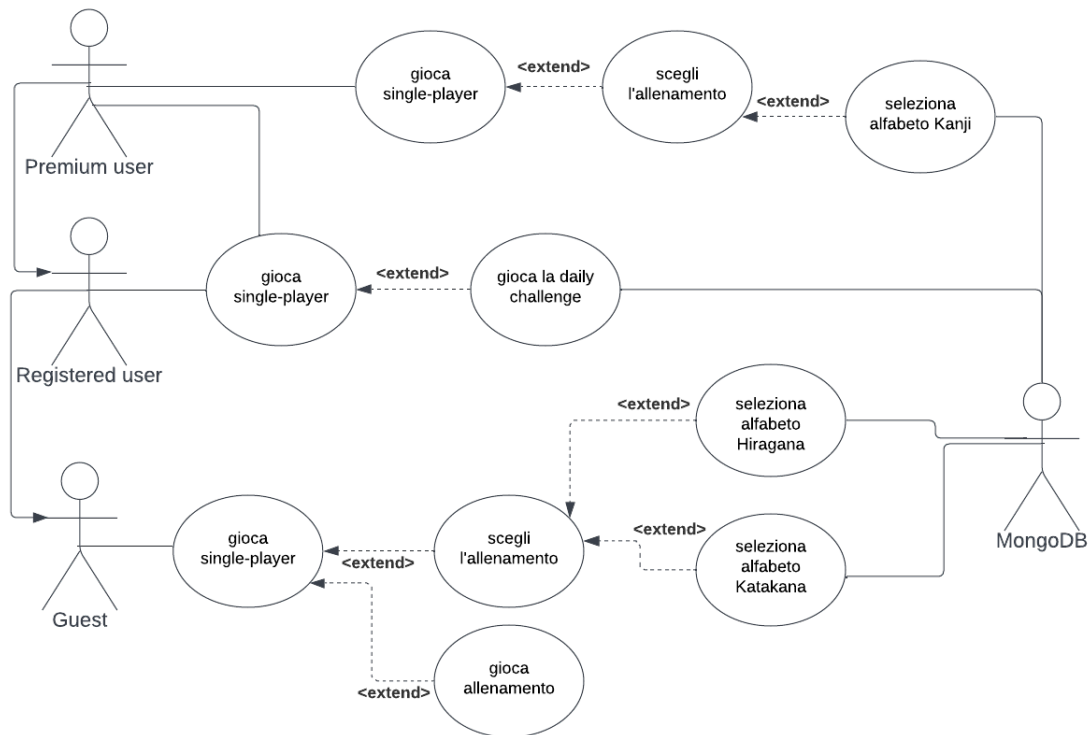 gioca
single-player
<extend>
scegli
l'allenamento
<extend>
seleziona
alfabeto Kanji
Premium user
gioca
single-player
<extend>
gioca la daily
challenge
Registered user
<extend>
seleziona
alfabeto
Hiragana
gioca
single-player
<extend>
scegli
l'allenamento
<extend>
seleziona
alfabeto
Katakana
MongoDB
Guest
<extend>
gioca
allenamento